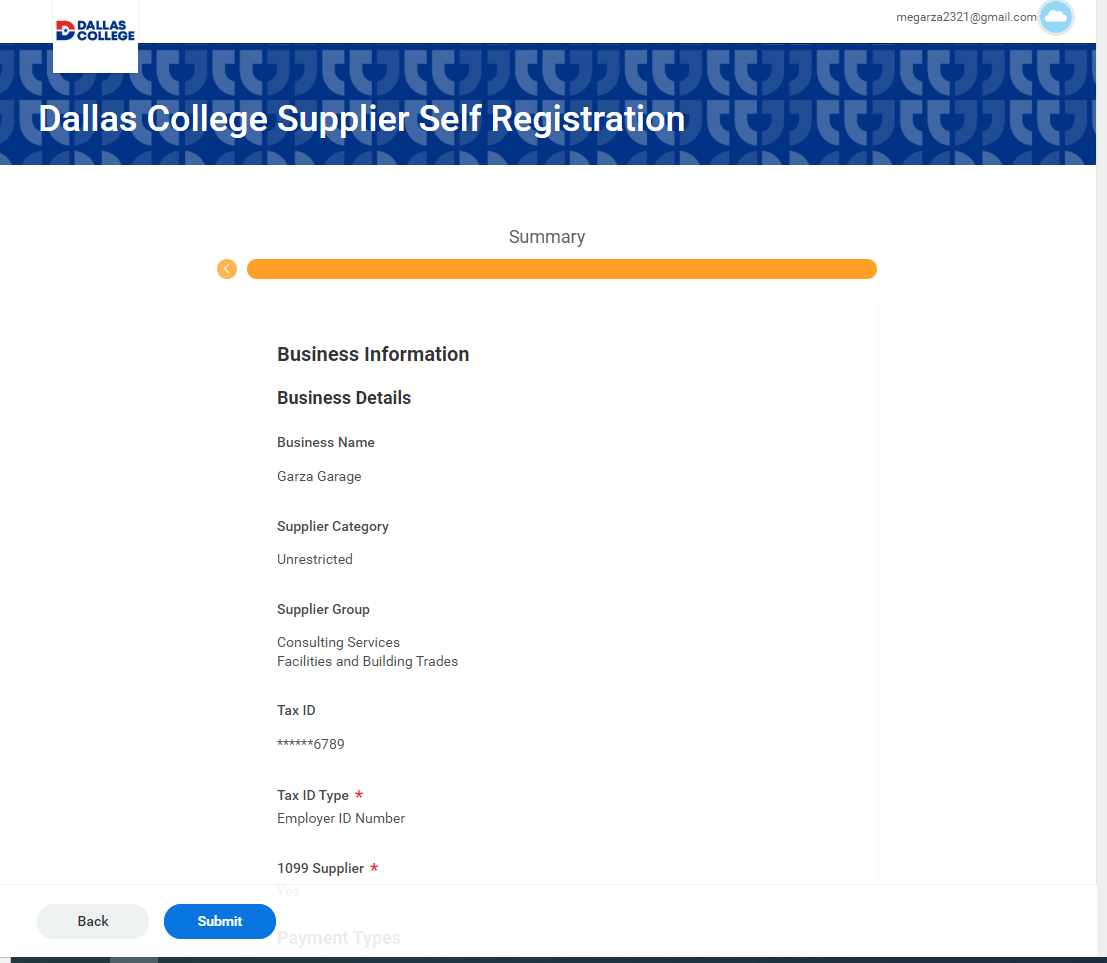 DALLAS
COLLEGE
megarza2321@gmail.com
Dallas College Supplier Self Registration
Summary
Business Information
Business Details
Business Name
Garza Garage
Supplier Category
Unrestricted
Supplier Group
Consulting Services
Facilities and Building Trades
Tax ID
******6789
Tax ID Type *
Employer ID Number
1099 Supplier *
Yes
Back
Submit
Payment Types